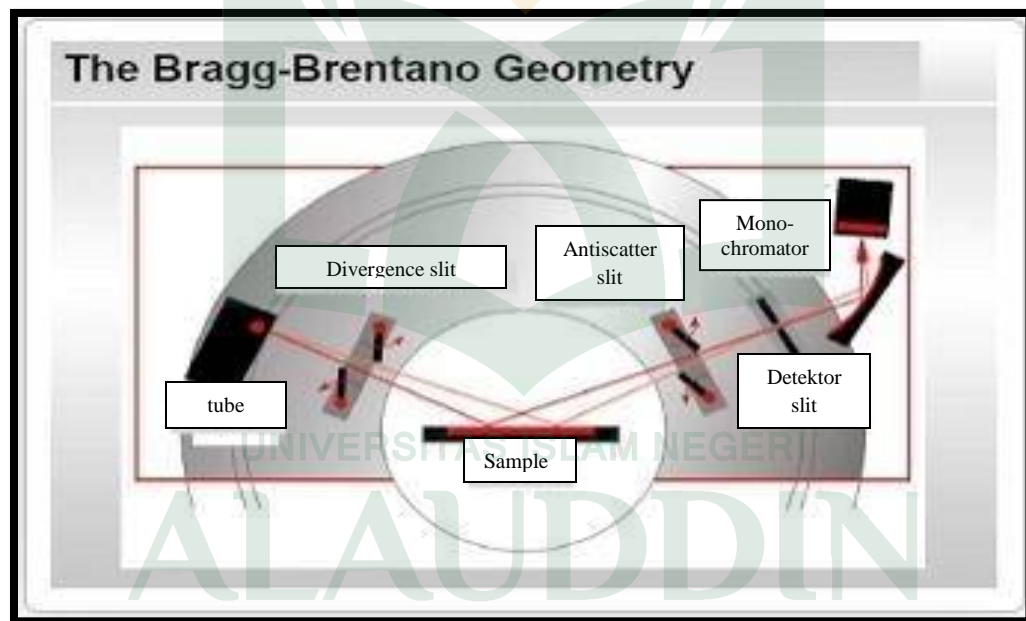 The Bragg-Brentano Geometry
Mono-
chromator
Antiscatter
slit
Divergence slit
Detektor
slit
tube
Sample
UNIVERSITAS ISLAM NEGERI
ALAUDDIN